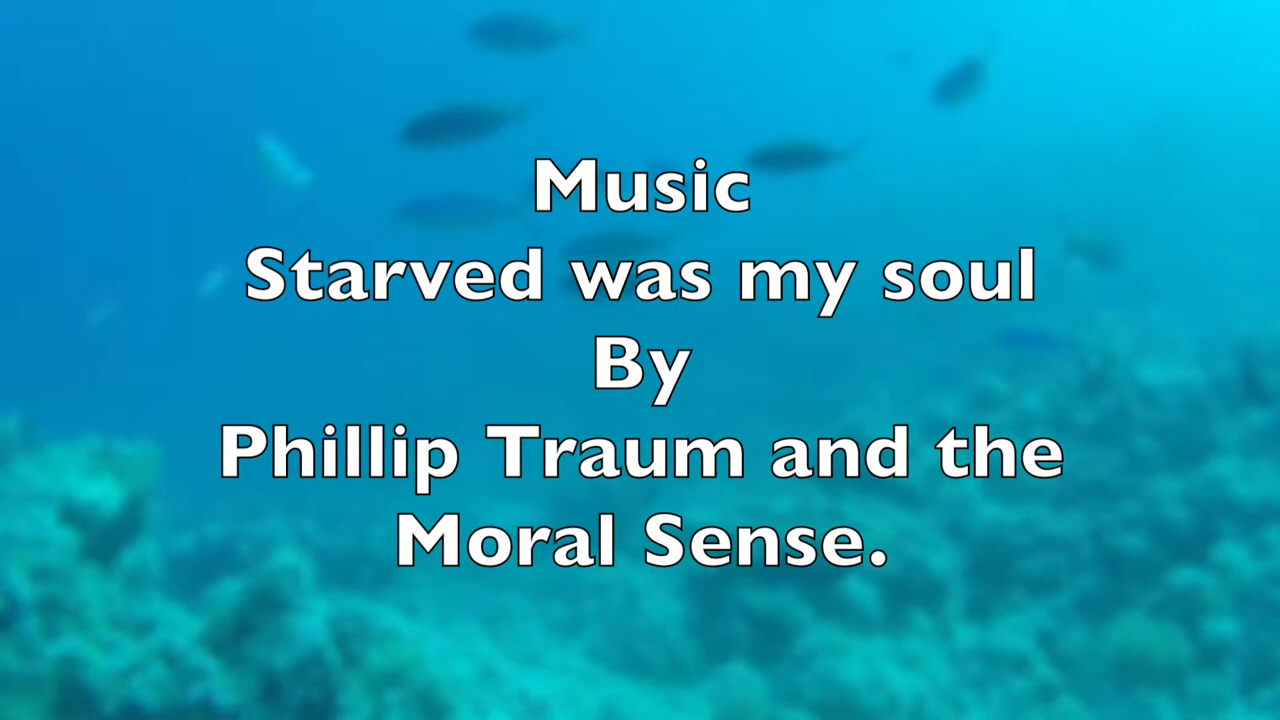 Music
Starved was my soul
By
Phillip Traum and the
Moral Sense.